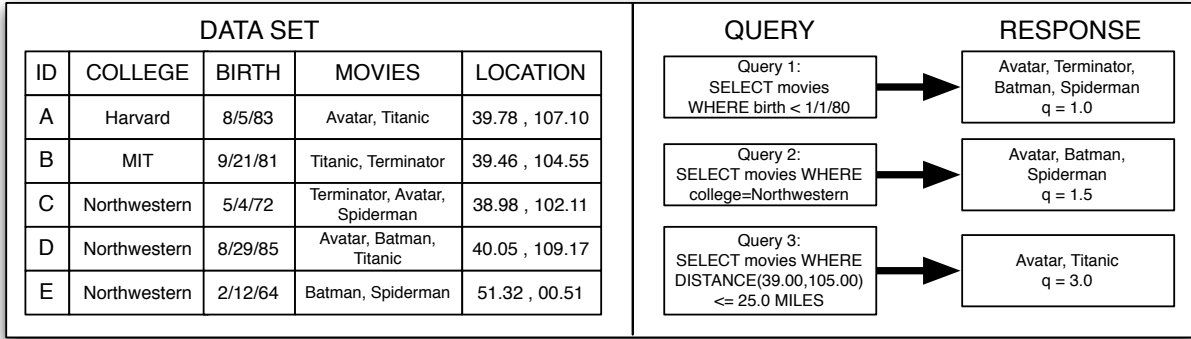 DATA SET
ID COLLEGE BIRTH MOVIES LOCATION
A Harvard 8/5/83 Avatar, Titanic 39.78 , 107.10
B MIT 9/21/81 Titanic, Terminator 39.46 , 104.55
C Northwestern 5/4/72 Terminator, Avatar, Spiderman 38.98 , 102.11
D Northwestern 8/29/85 Avatar, Batman, Titanic 40.05 , 109.17
E Northwestern 2/12/64 Batman, Spiderman 51.32 , 00.51
QUERY
RESPONSE
Query 1:
SELECT movies
WHERE birth < 1/1/80
Avatar, Terminator,
Batman, Spiderman
q = 1.0
Query 2:
SELECT movies WHERE
college=Northwestern
Avatar, Batman,
Spiderman
q = 1.5
Query 3:
SELECT movies WHERE
DISTANCE(39.00,105.00)
<= 25.0 MILES
Avatar, Titanic
q = 3.0